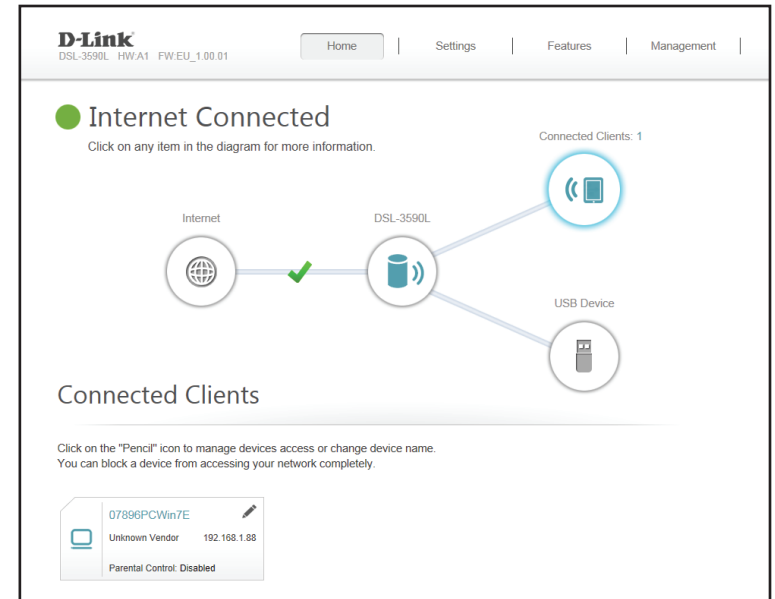 D-Link
DSL-3590L HW:A1 FW:EU_1.00.01
Home
Settings
Features
Management
Internet Connected
Click on any item in the diagram for more information.
Connected Clients: 1
Internet
DSL-3590L
USB Device
Connected Clients
Click on the "Pencil" icon to manage devices access or change device name.
You can block a device from accessing your network completely.
07896PCWin7E
Unknown Vendor 192.168.1.88
Parental Control: Disabled